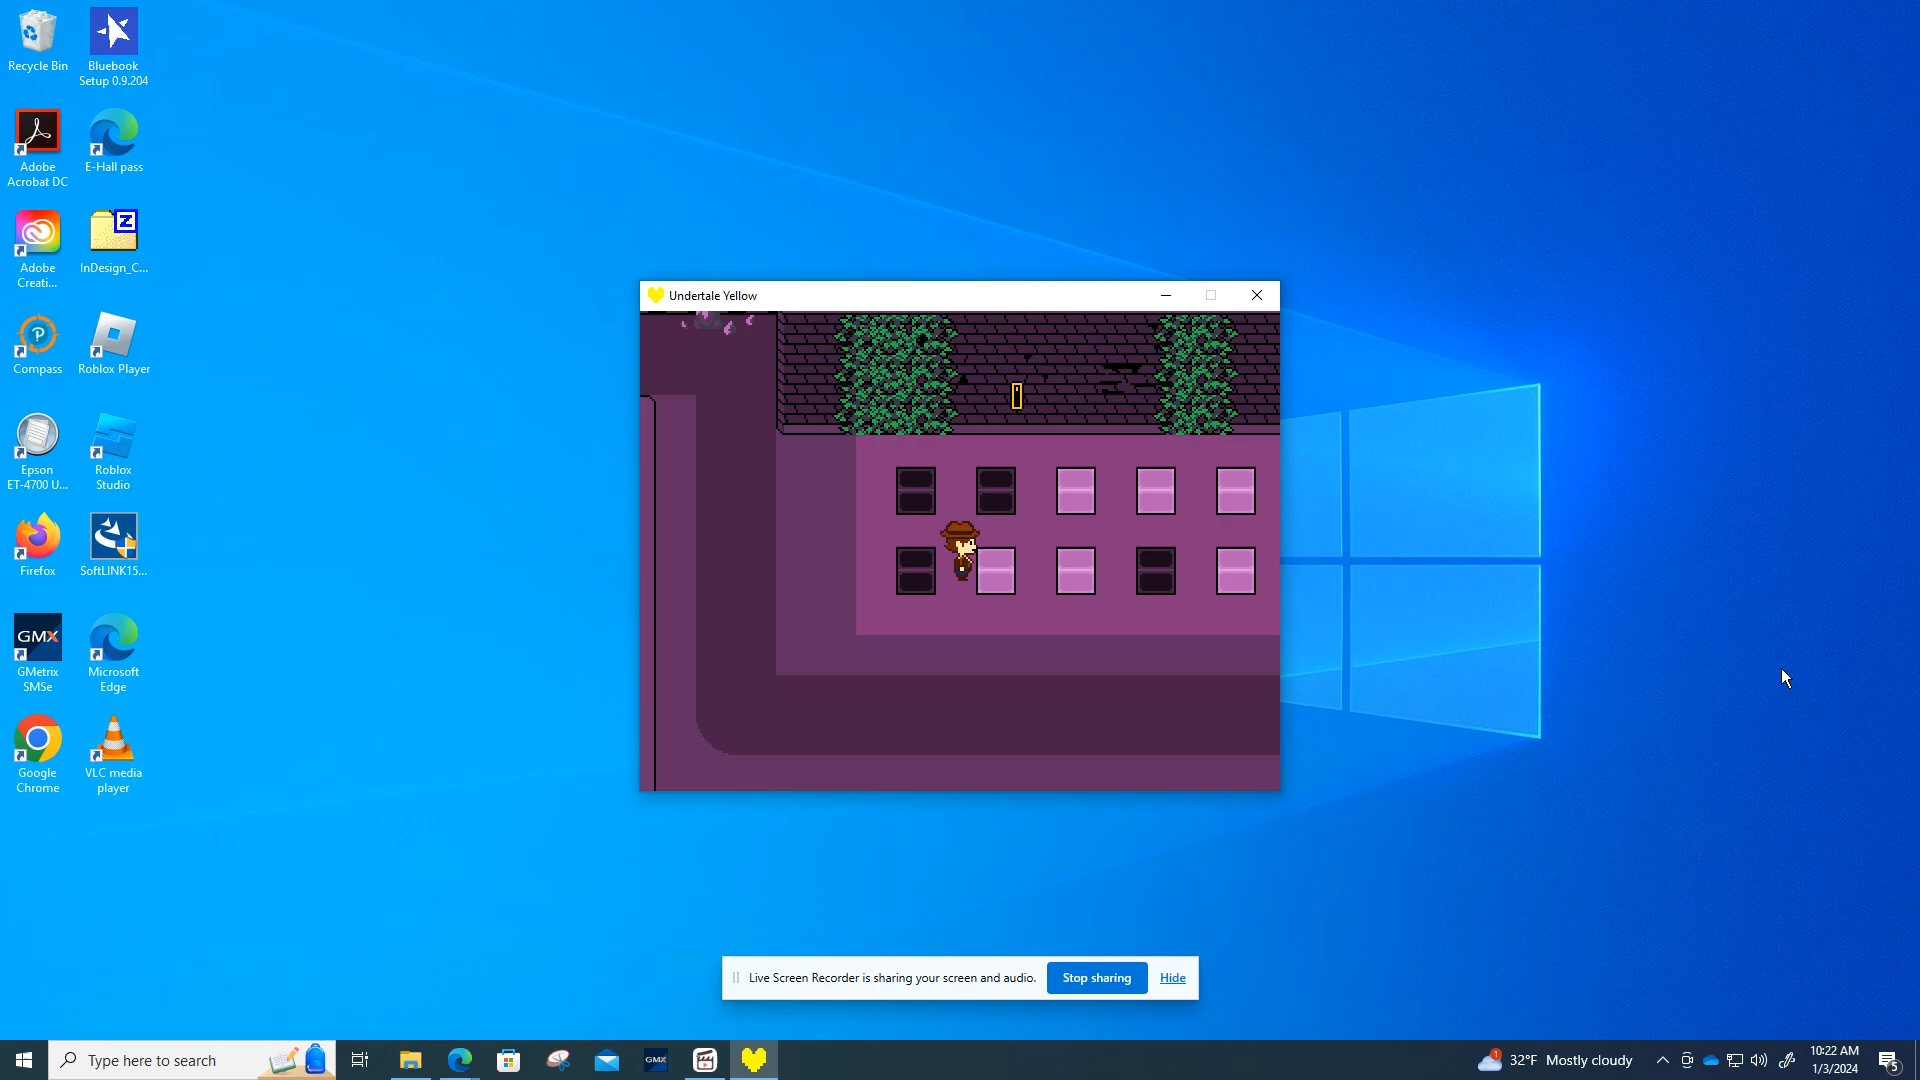 Recycle Bin
Bluebook
Setup 0.9.204
Adobe
Acrobat DC
E-Hall pass
Adobe
Creati...
InDesign_C...
Compass
Roblox Player
Epson
ET-4700 U...
Roblox
Studio
Firefox
SoftLINK15...
GMX
GMetrix
SMSe
Microsoft
Edge
Google
Chrome
VLC media
player
Undertale Yellow
Live Screen Recorder is sharing your screen and audio.
Stop sharing
Hide
Type here to search
GMX
1
32°F Mostly cloudy
10:22 AM
1/3/2024
5